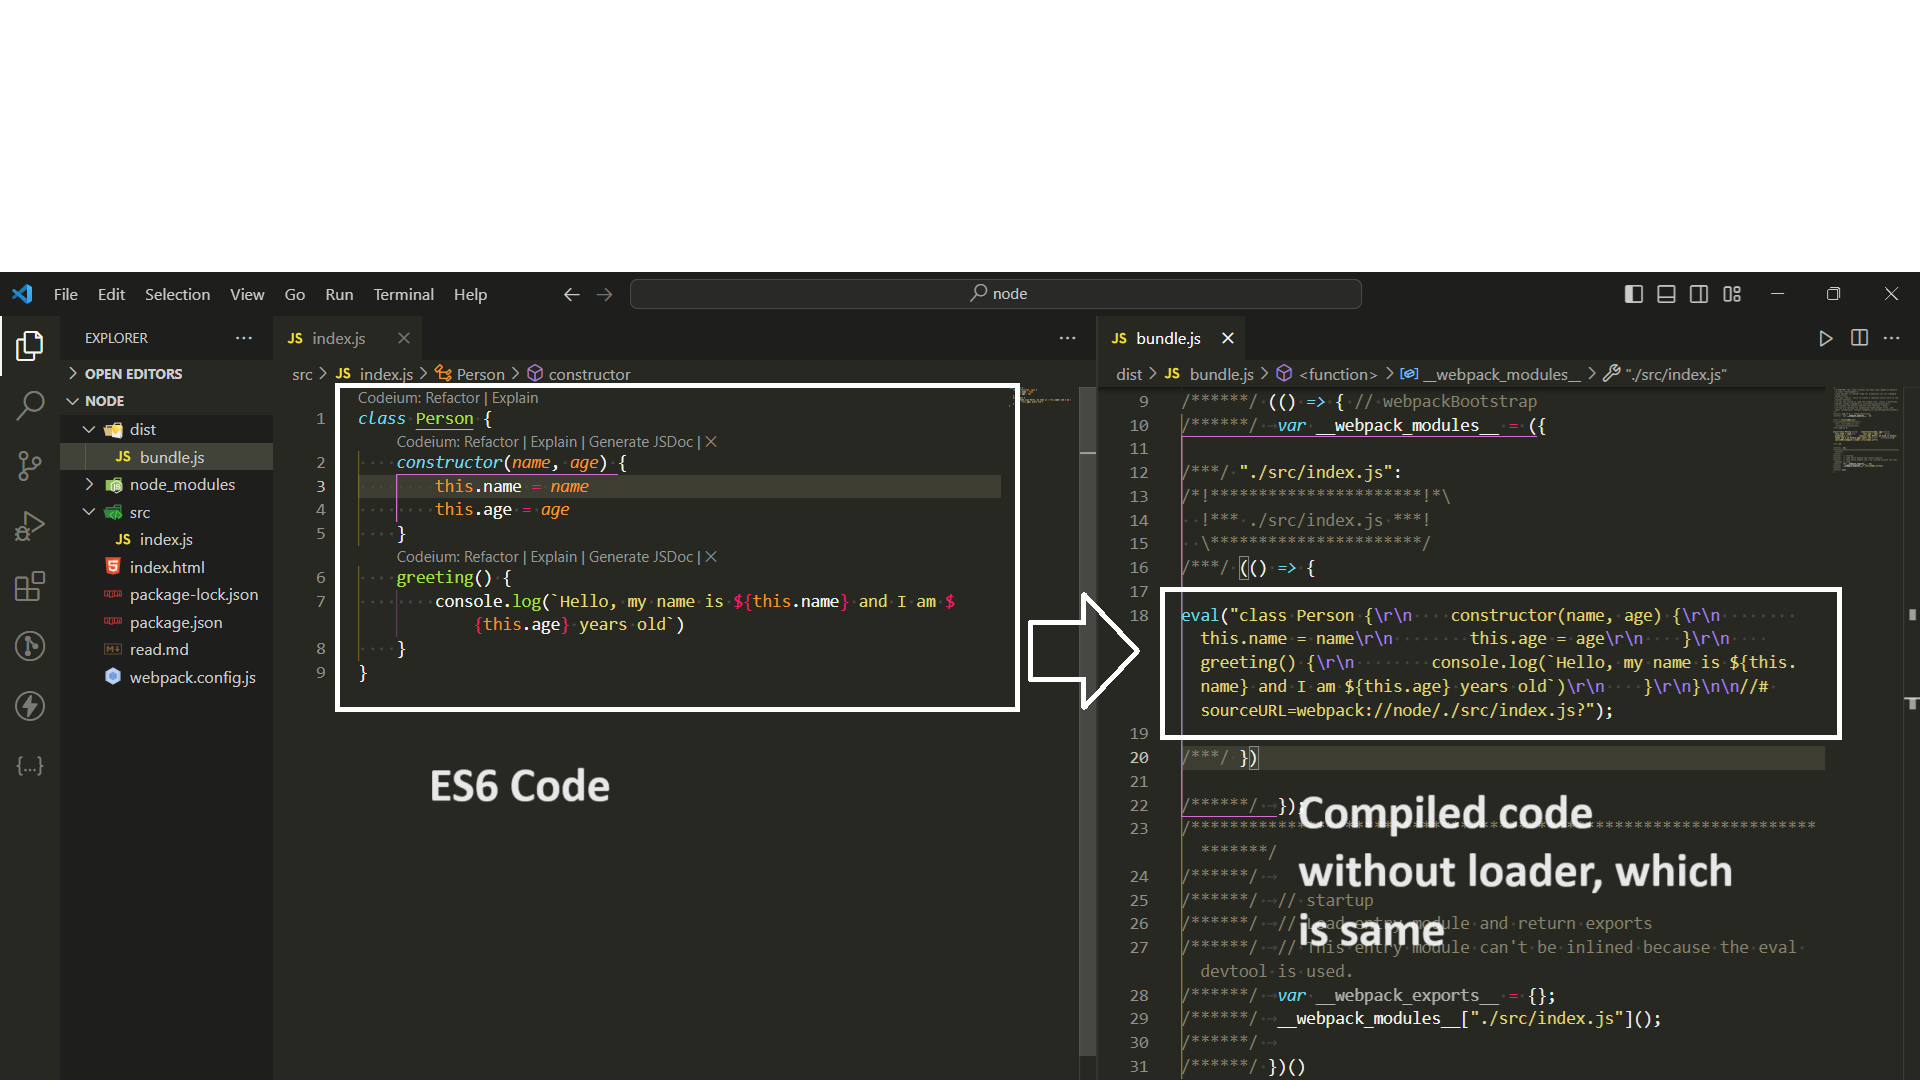 File Edit Selection View Go Run Terminal Help
node
EXPLORER
OPEN EDITORS
NODE
dist
JS bundle.js
node_modules
src
JS index.js
index.html
package-lock.json
package.json
read.md
webpack.config.js
{...}
JS index.js
src > JS index.js > Person > constructor
Codeium: Refactor | Explain
1 class Person {
Codeium: Refactor | Explain | Generate JSDoc | X
2 constructor(name, age) {
3 this.name = name
4 this.age = age
5 }
Codeium: Refactor | Explain | Generate JSDoc | X
6 greeting() {
7 console.log(`Hello, my name is ${this.name} and I am $
{this.age} years old`)
8 }
9 }
ES6 Code
JS bundle.js
dist > JS bundle.js > <function> > __webpack_modules__ > "./src/index.js"
9 /******/ (() => { // webpackBootstrap
10 /******/ var __webpack_modules__ = ({
11
12 /***/ "./src/index.js":
13 /*!**********************!*\
14 !*** ./src/index.js ***!
15 \**********************/
16 /***/ (() => {
17
18 eval("class Person {\r\n    constructor(name, age) {\r\n
this.name = name\r\n        this.age = age\r\n    }\r\n
greeting() {\r\n        console.log(`Hello, my name is ${this.
name} and I am ${this.age} years old`)\r\n    }\r\n}\n\n//#
sourceURL=webpack://node/./src/index.js?");
19
20 /***/ })
21
22 /******/ });
23 /******************************************************************
*******/
24 /******/
25 /******/ // startup
26 /******/ // Load entry module and return exports
27 /******/ // This entry module can't be inlined because the eval
devtool is used.
28 /******/ var __webpack_exports__ = {};
29 /******/ __webpack_modules__["./src/index.js"]();
30 /******/
31 /******/ })()
Compiled code
without loader, which
is same